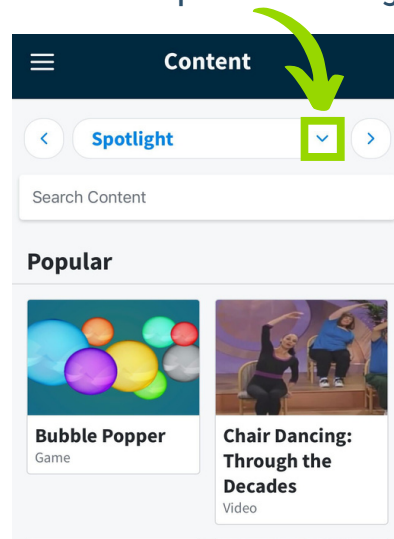 Content
Spotlight
Search Content
Popular
Bubble Popper
Game
Chair Dancing:
Through the
Decades
Video